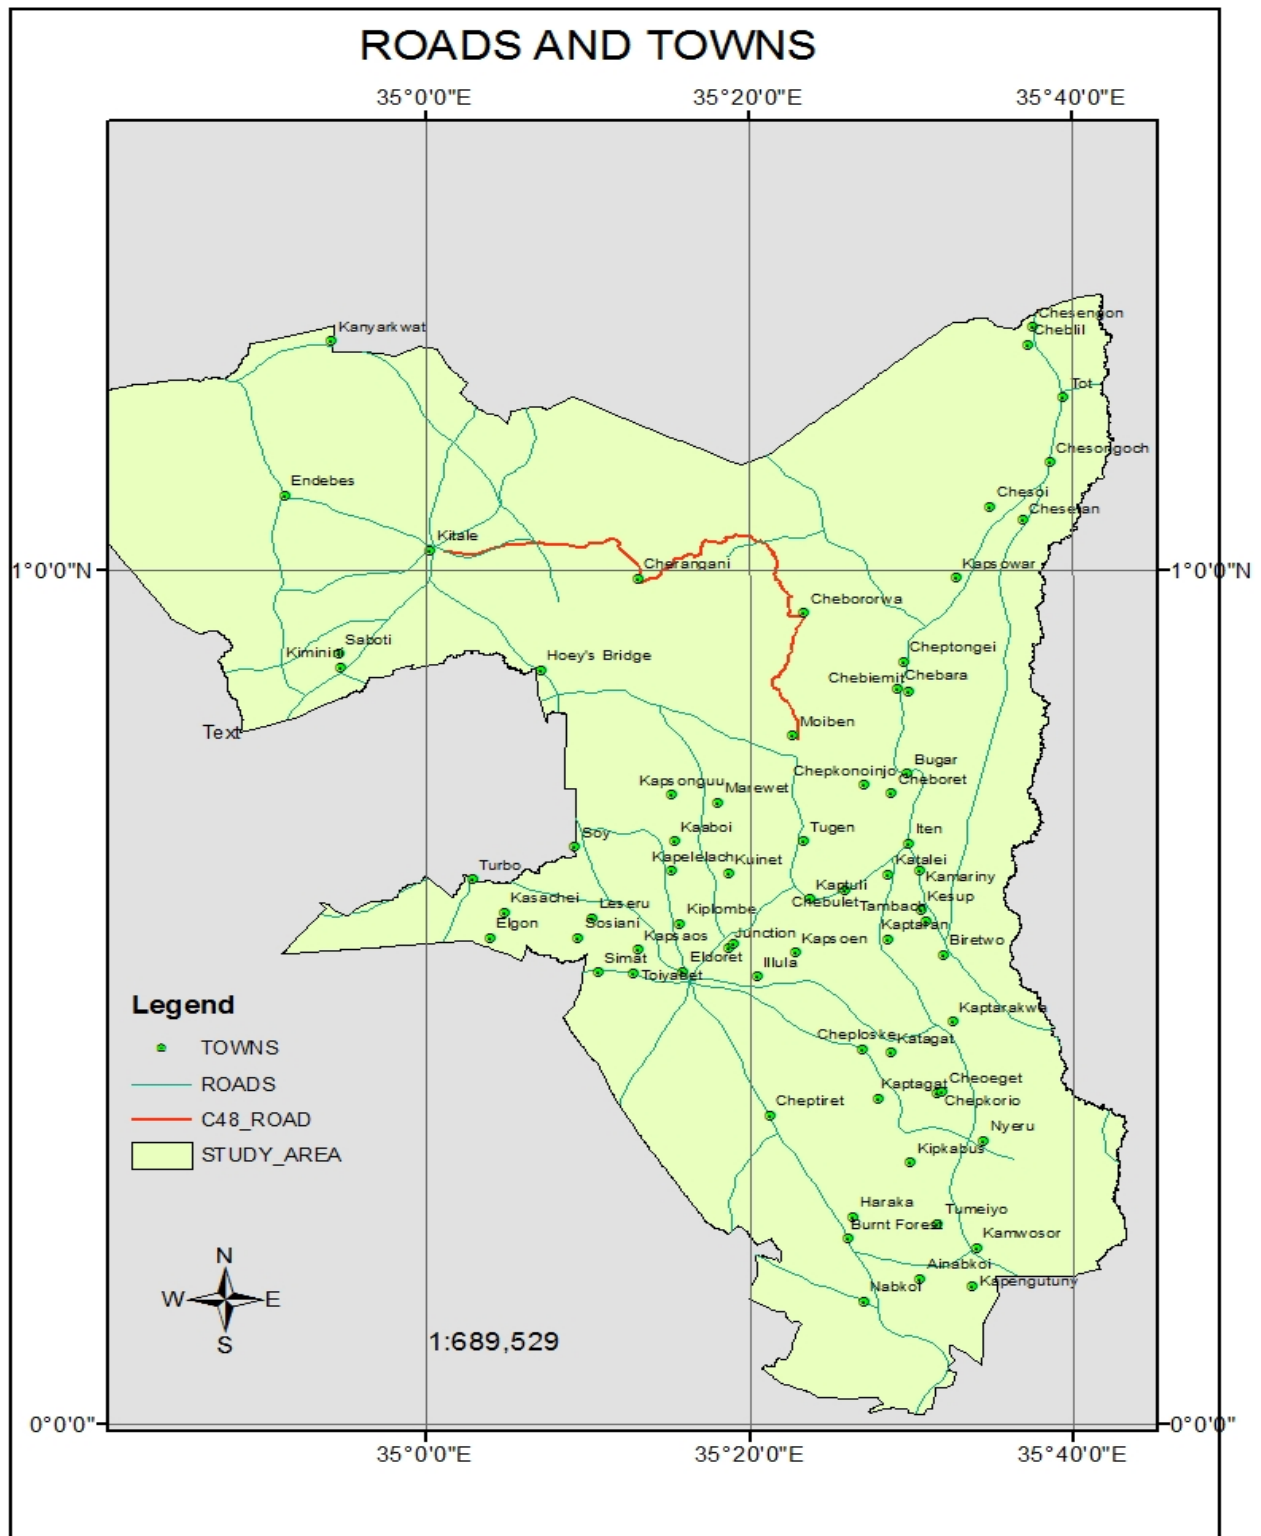 ROADS AND TOWNS
35°0'0"E 35°20'0"E 35°40'0"E
Chesengon
Kanyarkwat
Cheblil
Tot
Chesongoch
Endebes
Chesoi
Chesetan
Kitale
1°0'0"N Cherangani Kapsowar 1°0'0"N
Chebororwa
Saboti
Cheptongei
Kiminini
Hoey's Bridge
Chebiemit Chebara
Moiben
Text
Bugar
Chepkonoinjo
Cheboret
Kapsonguu
Marewet
Kaaboi
Tugen
Iten
Soy
Kapelelach Kuinet
Katalei
Turbo
Kamariny
Kaptuli
Kesup
Kasachei
Leseru
Chebulet
Tambach
Kiplombe
Elgon
Sosiani
Kaptaran
Kapsaos
Junction
Kapsoen
Biretwo
Simat
Eldoret
Illula
Toiyabet
Legend
Kaptarakwa
Cheploske
Katagat
TOWNS
ROADS
Kaptagat
Cheoeget
Cheptiret
Chepkorio
C48_ROAD
Nyeru
Kipkabus
STUDY_AREA
Haraka
Tumeiyo
Burnt Forest
Kamwosor
N
Ainabkoi
Nabkoi
Kapengutuny
W E
S
1:689,529
0°0'0" 0°0'0"
35°0'0"E 35°20'0"E 35°40'0"E